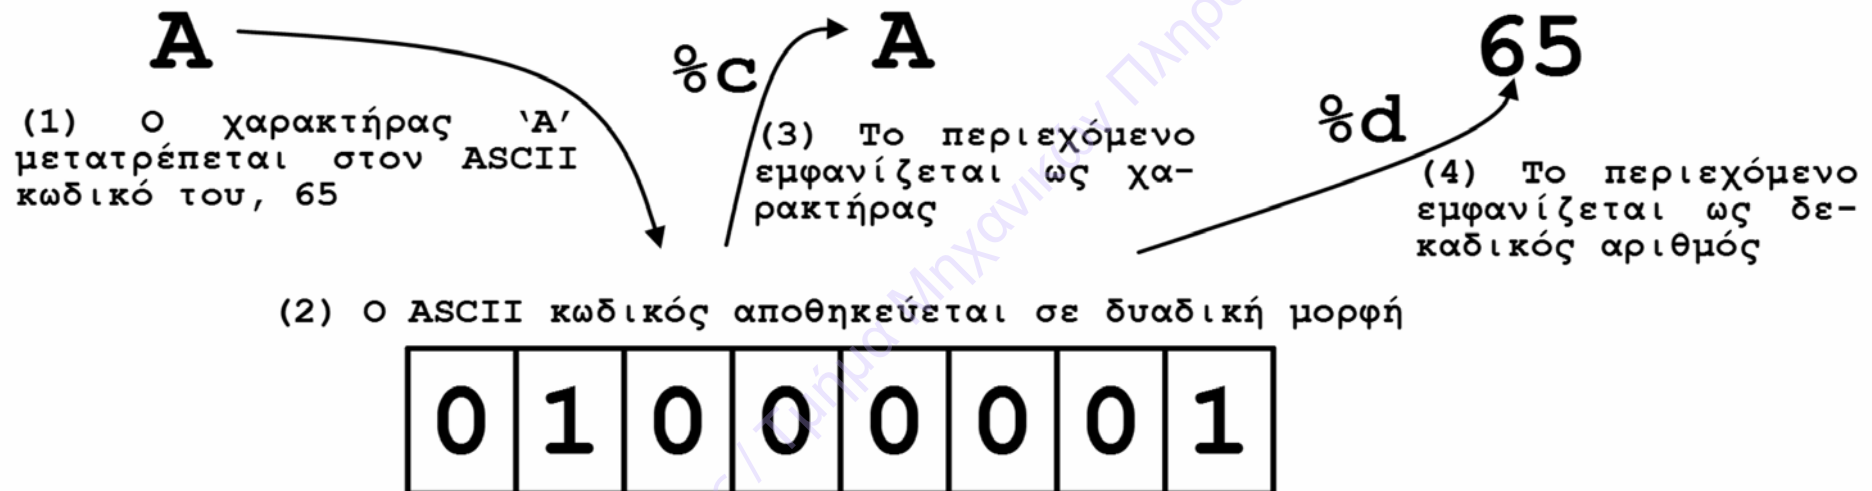 A
%c
A
%d
65
(1) Ο χαρακτήρας ‘A’
μετατρέπεται στον ASCII
κωδικό του, 65
(3) Το περιεχόμενο
εμφανίζεται ως χα-
ρακτήρας
(4) Το περιεχόμενο
εμφανίζεται ως δε-
καδικός αριθμός
(2) Ο ASCII κωδικός αποθηκεύεται σε δυαδική μορφή
0 1 0 0 0 0 0 1
/ Τμήμα Μηχανικών